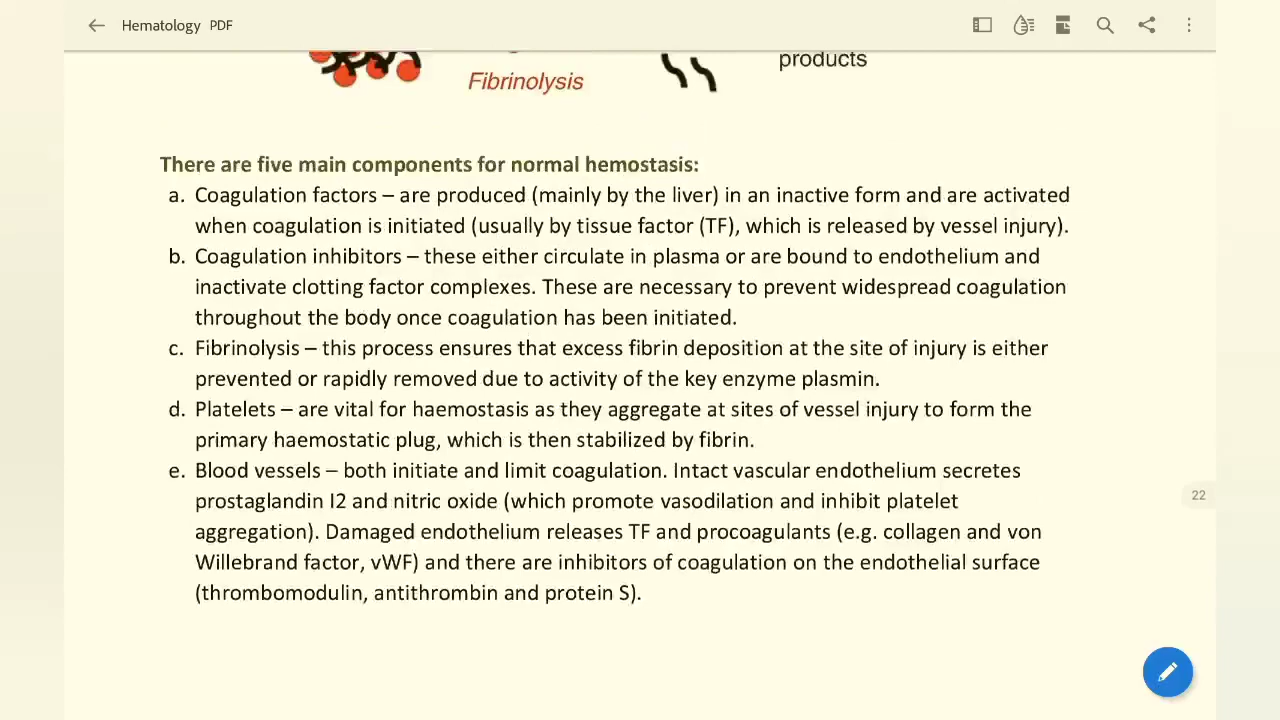 Hematology PDF
products
Fibrinolysis
There are five main components for normal hemostasis:
a. Coagulation factors – are produced (mainly by the liver) in an inactive form and are activated
when coagulation is initiated (usually by tissue factor (TF), which is released by vessel injury).
b. Coagulation inhibitors – these either circulate in plasma or are bound to endothelium and
inactivate clotting factor complexes. These are necessary to prevent widespread coagulation
throughout the body once coagulation has been initiated.
c. Fibrinolysis – this process ensures that excess fibrin deposition at the site of injury is either
prevented or rapidly removed due to activity of the key enzyme plasmin.
d. Platelets – are vital for haemostasis as they aggregate at sites of vessel injury to form the
primary haemostatic plug, which is then stabilized by fibrin.
e. Blood vessels – both initiate and limit coagulation. Intact vascular endothelium secretes
prostaglandin I2 and nitric oxide (which promote vasodilation and inhibit platelet
22
aggregation). Damaged endothelium releases TF and procoagulants (e.g. collagen and von
Willebrand factor, vWF) and there are inhibitors of coagulation on the endothelial surface
(thrombomodulin, antithrombin and protein S).